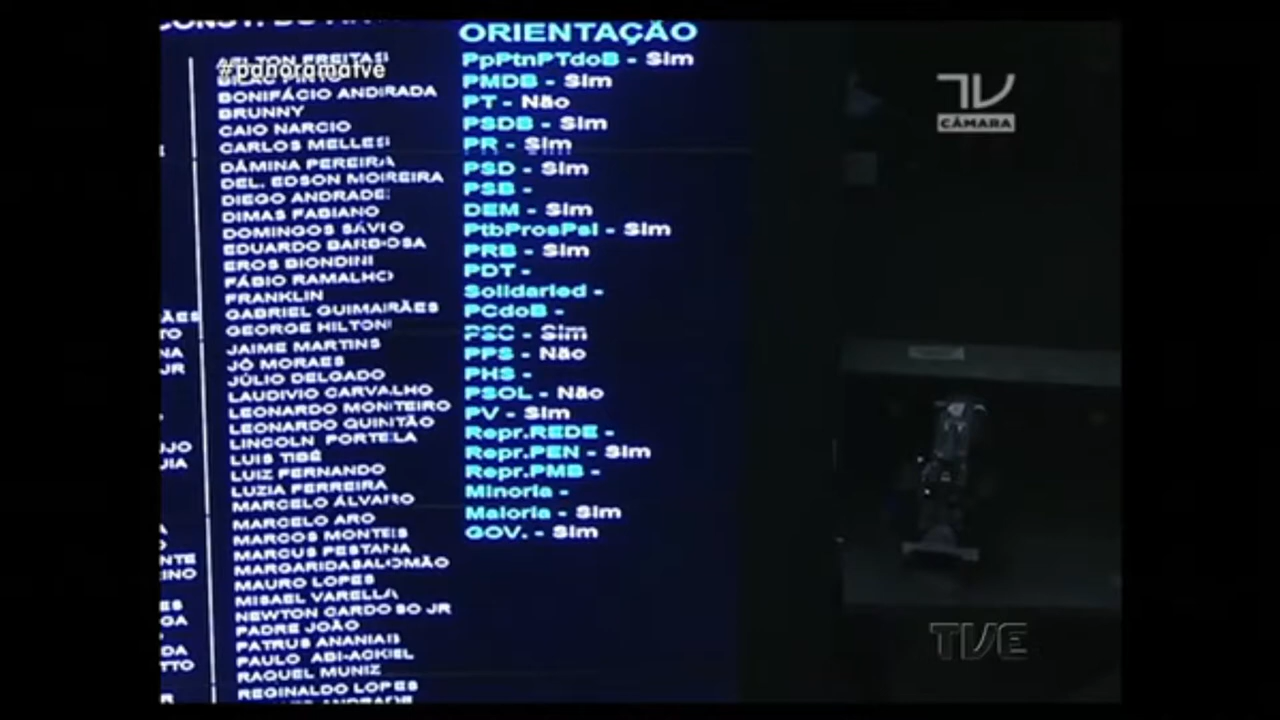 ORIENTAÇÃO
#panoramatve
BONIFÁCIO ANDRADA
BRUNNY
CAIO NARCIO
CARLOS MELLES
DÂMINA PEREIRA
DEL. EDSON MOREIRA
DIEGO ANDRADE
DIMAS FABIANO
DOMINGOS SÁVIO
EDUARDO BARBOSA
EROS BIONDINI
FÁBIO RAMALHO
FRANKLIN
GABRIEL GUIMARÃES
GEORGE HILTON
JAIME MARTINS
JÔ MORAES
JÚLIO DELGADO
LAUDIVIO CARVALHO
LEONARDO MONTEIRO
LEONARDO QUINTÃO
LINCOLN PORTELA
LUIS TIBÉ
LUIZ FERNANDO
LUZIA FERREIRA
MARCELO ÁLVARO
MARCELO ARO
MARCOS MONTES
MARCUS PESTANA
MARGARIDASALOMÃO
MAURO LOPES
MISAEL VARELLA
NEWTON CARDOSO JR
PADRE JOÃO
PATRUS ANANIAS
PAULO ABI-ACKEL
RAQUEL MUNIZ
REGINALDO LOPES
PpPtnPTdoB - Sim
PMDB - Sim
PT - Não
PSDB - Sim
PR - Sim
PSD - Sim
PSB -
DEM - Sim
PtbProsPsl - Sim
PRB - Sim
PDT -
Solidaried -
PCdoB -
PSC - Sim
PPS - Não
PHS -
PSOL - Não
PV - Sim
Repr.REDE -
Repr.PEN - Sim
Repr.PMB -
Minoria -
Maioria - Sim
GOV. - Sim
TV
CÂMARA
TVE